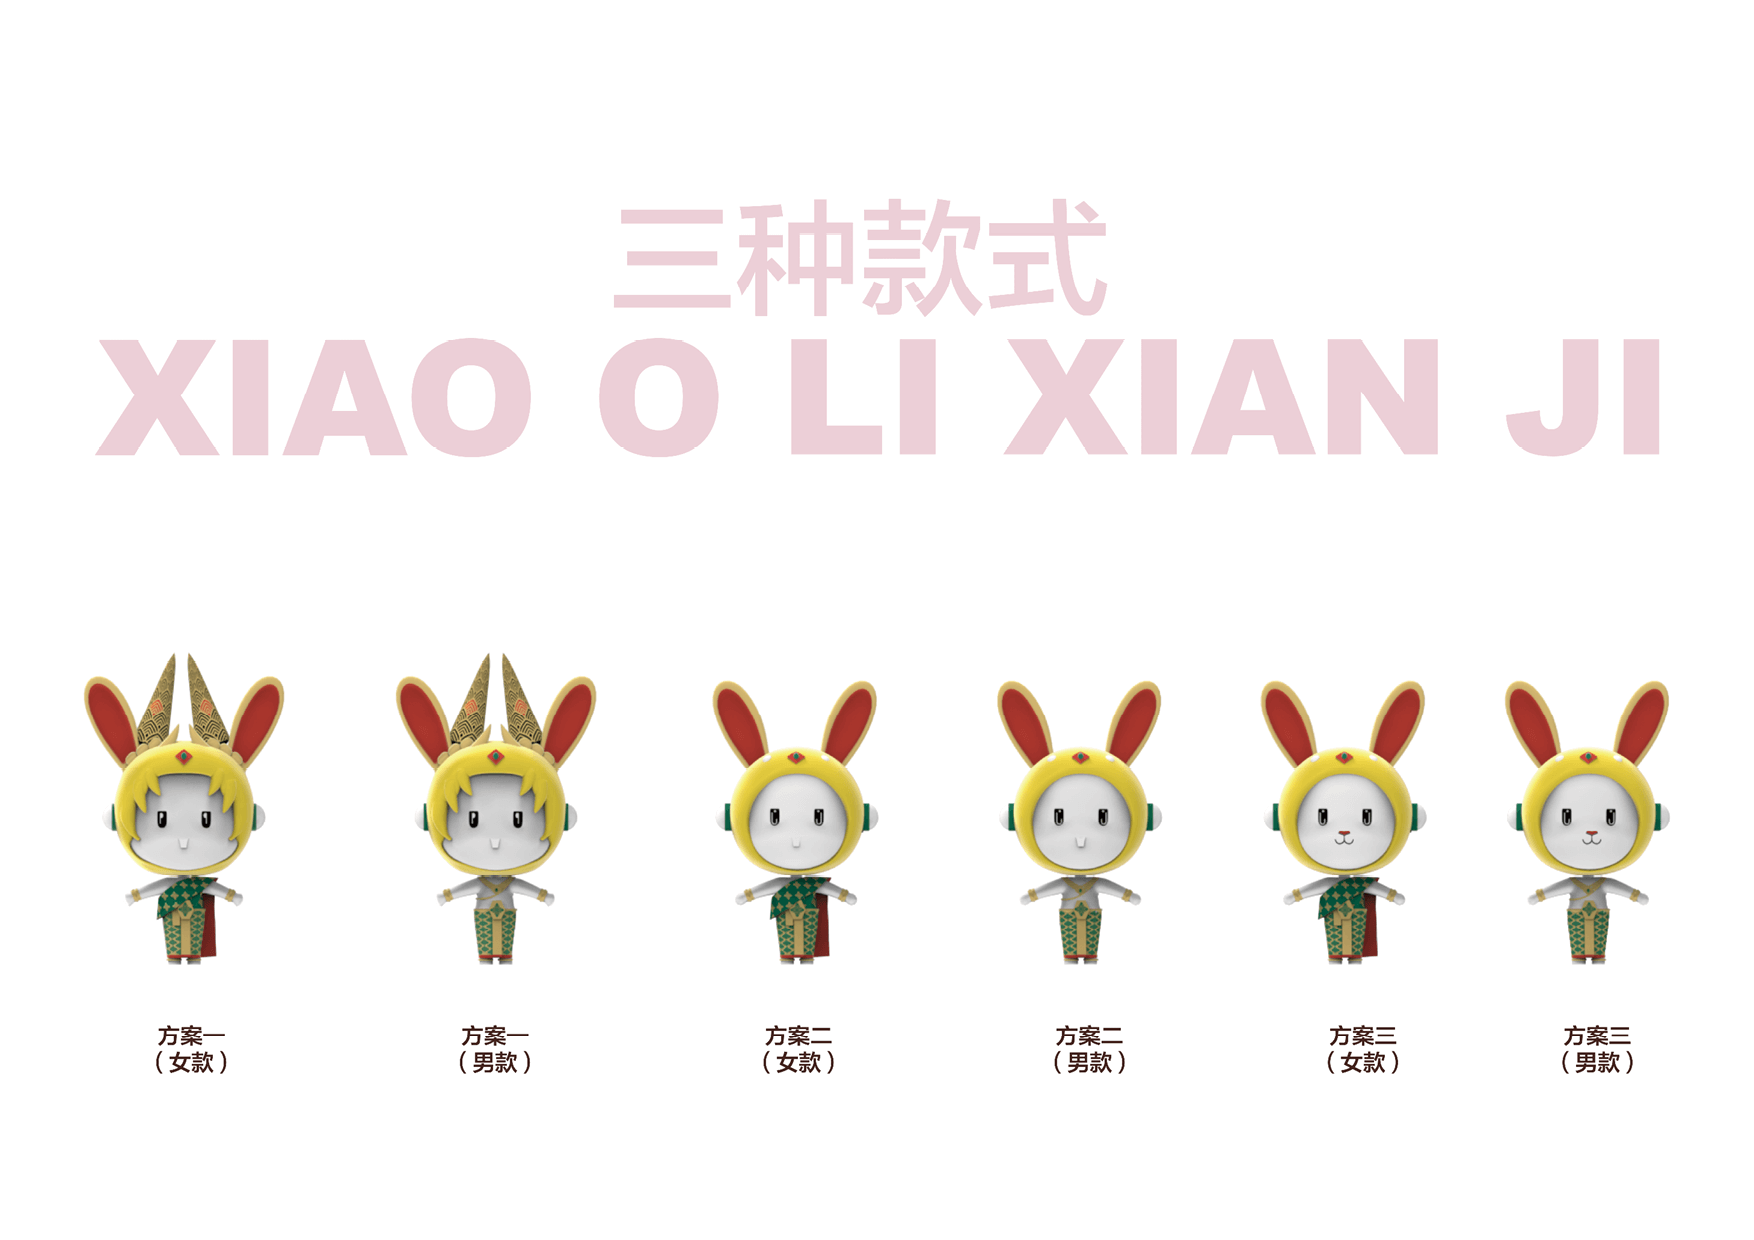 三种款式
XIAO O LI XIAN JI
方案一 方案一 方案二 方案二 方案三 方案三
（女款） （男款） （女款） （男款） （女款） （男款）